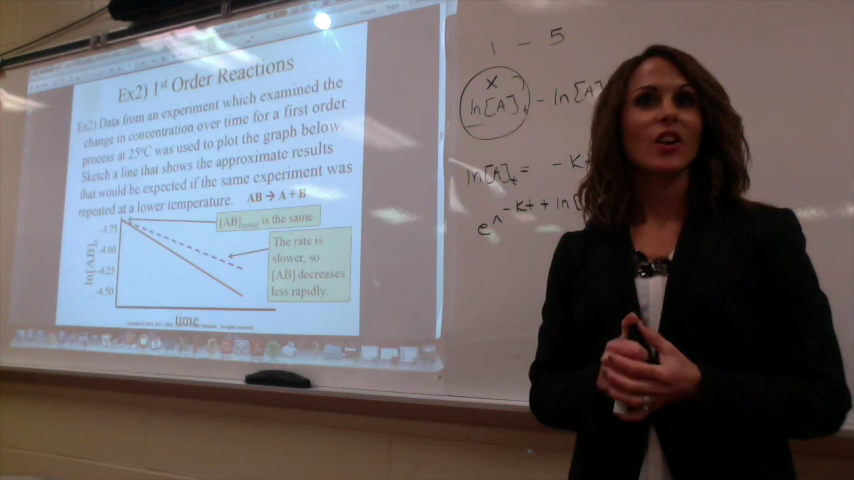 Ex2) 1st Order Reactions
Ex2) Data from an experiment which examined the
change in concentration over time for a first order
process at 25°C was used to plot the graph below.
Sketch a line that shows the approximate results
that would be expected if the same experiment was
repeated at a lower temperature. AB → A + B
[AB]initial is the same
The rate is
slower, so
[AB] decreases
less rapidly.
-3.75
-4.00
-4.25
-4.50
ln[AB]t
time
1 - 5
x
ln[A]t - ln[A]
ln[A]t = - Kt
e^-Kt + ln[